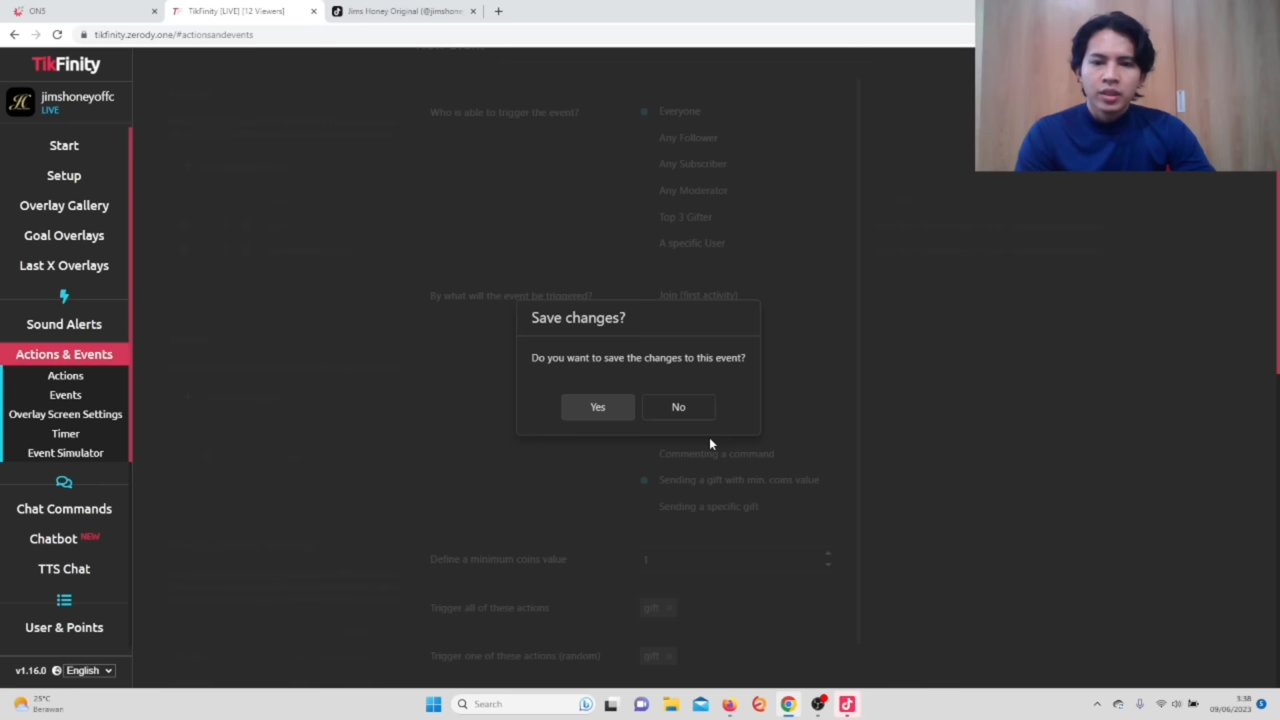 ONS
TikFinity [LIVE] [12 Viewers]
Jims Honey Original (@jimshone
tikfinity.zerody.one/#actionsandevents
TikFinity
jimshoneyoffc
LIVE
Start
Setup
Overlay Gallery
Goal Overlays
Last X Overlays
Sound Alerts
Actions & Events
Actions
Events
Overlay Screen Settings
Timer
Event Simulator
Chat Commands
Chatbot NEW
TTS Chat
User & Points
v1.16.0 English
Who is able to trigger the event?
Everyone
Any Follower
Any Subscriber
Any Moderator
Top 3 Gifter
A specific User
By what will the event be triggered?
Join (first activity)
Save changes?
Do you want to save the changes to this event?
Yes
No
Commenting a command
Sending a gift with min. coins value
Sending a specific gift
Define a minimum coins value
1
Trigger all of these actions
gift ×
Trigger one of these actions (random)
gift ×
25°C
Berawan
Search
3.38
09/06/2023
5